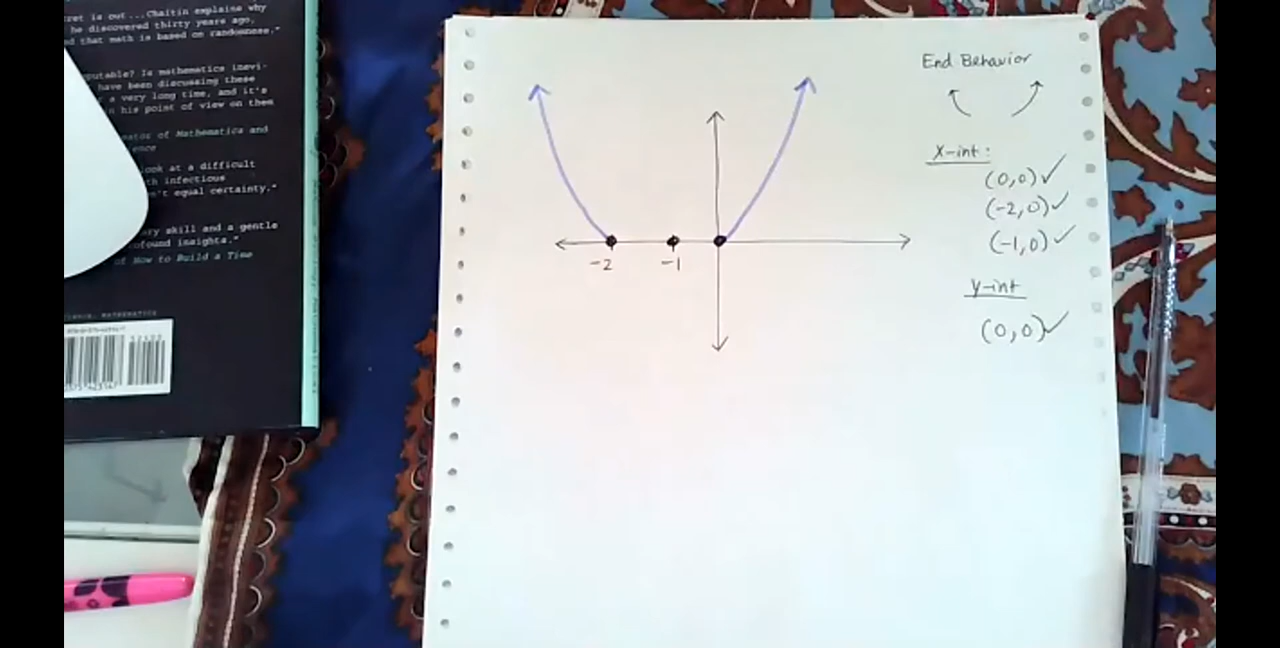 ret is out...Chaitin explains why
he discovered thirty years ago,
d that math is based on randomness."
putable? Is mathematics inevi-
have been discussing these
a very long time, and it's
his point of view on them
ator of Mathematics and
ence
look at a difficult
th infectious
n't equal certainty."
ry skill and a gentle
ofound insights."
of How to Build a Time
End Behavior
X-int:
(0,0)✓
(-2,0)✓
(-1,0)✓
y-int
(0,0)✓
-2 -1